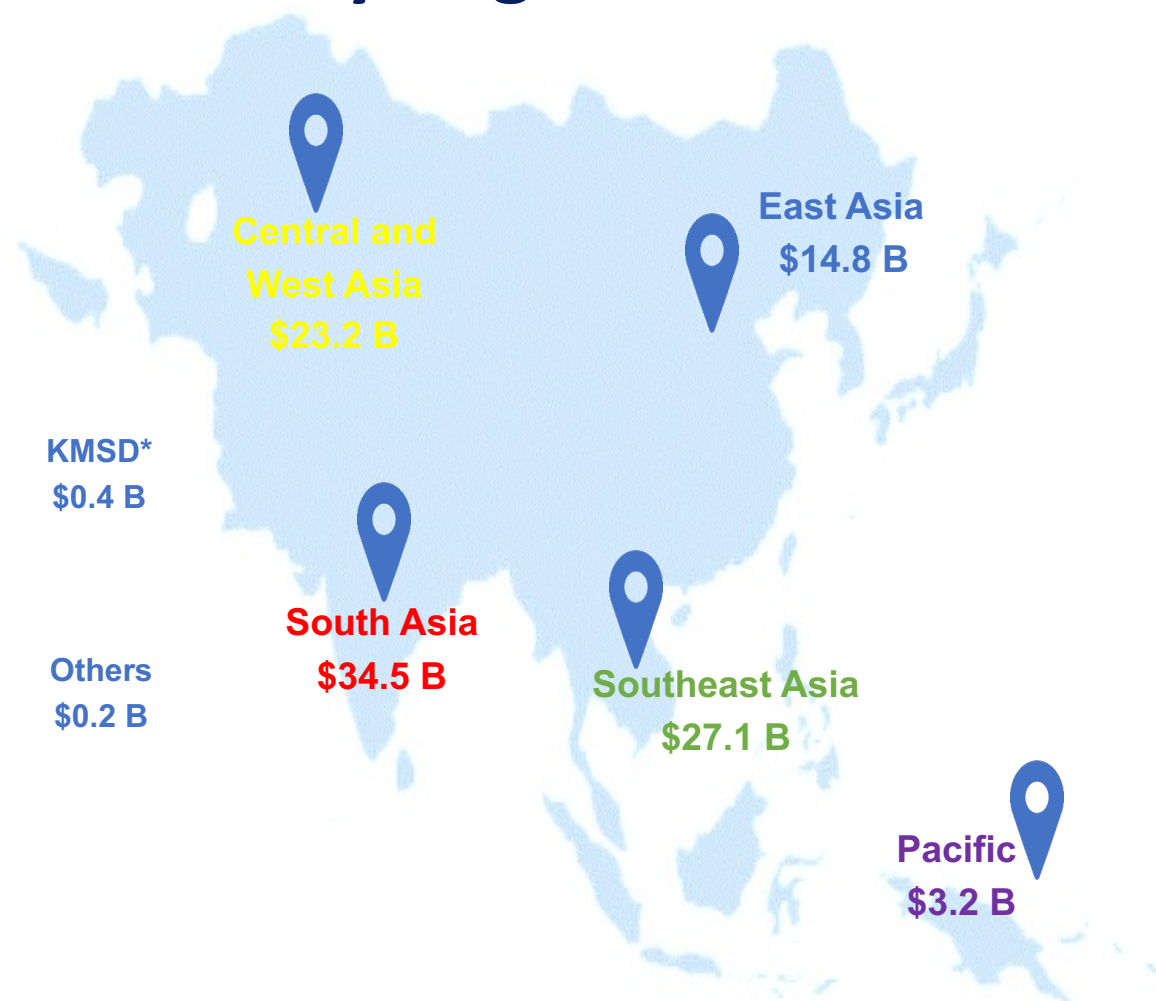 East Asia
$14.8 B
Central and
West Asia
$23.2 B
KMSD*
$0.4 B
South Asia
$34.5 B
Others
$0.2 B
Southeast Asia
$27.1 B
Pacific
$3.2 B